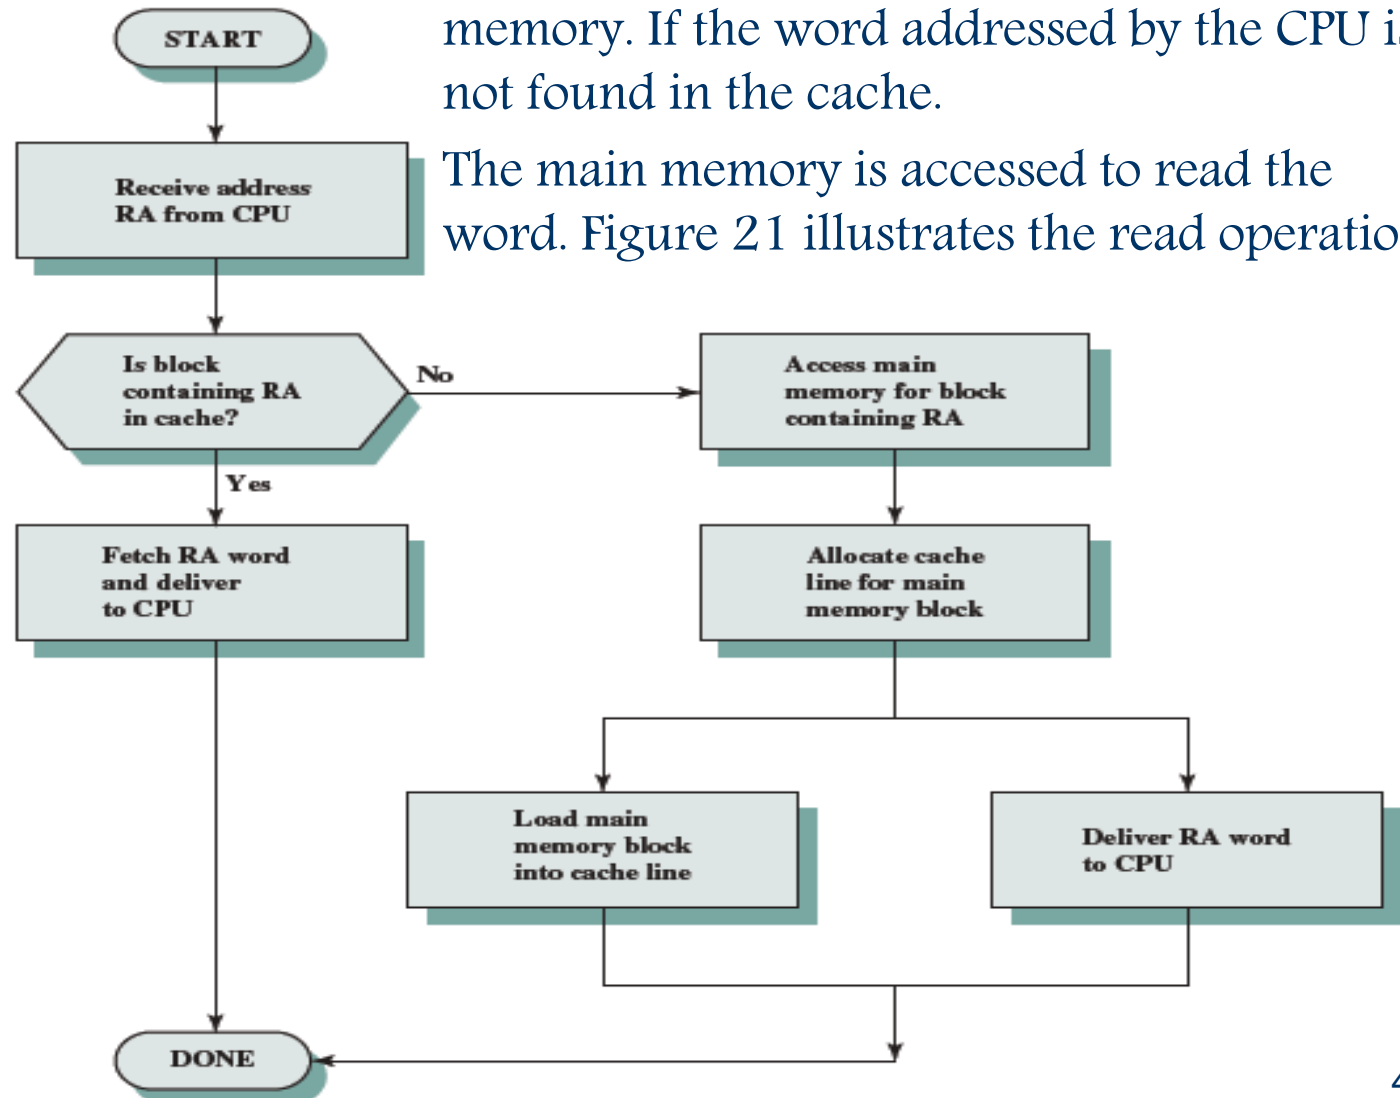 memory. If the word addressed by the CPU i
not found in the cache.
The main memory is accessed to read the
word. Figure 21 illustrates the read operatio
START
Receive address
RA from CPU
Is block
containing RA
in cache?
No
Access main
memory for block
containing RA
Yes
Fetch RA word
and deliver
to CPU
Allocate cache
line for main
memory block
Load main
memory block
into cache line
Deliver RA word
to CPU
DONE
4